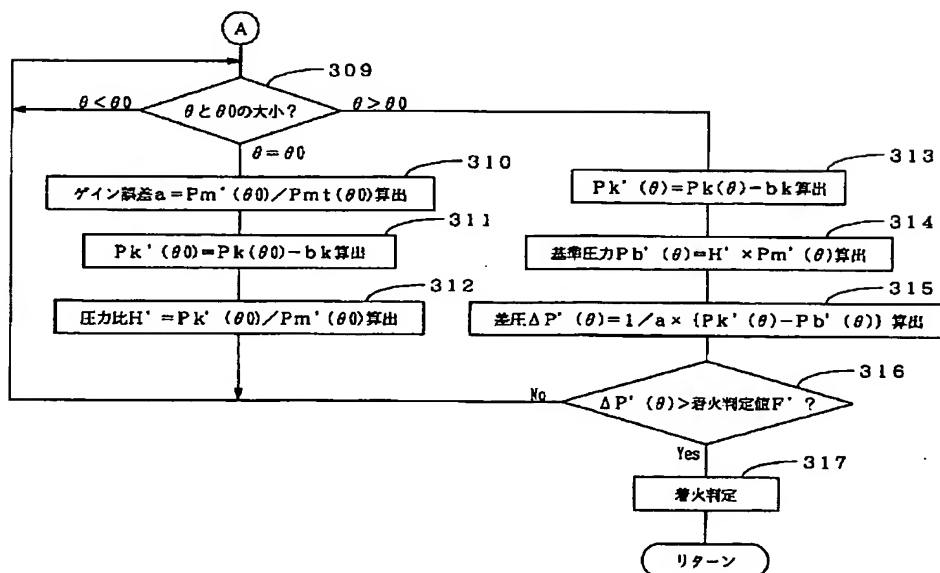 A
309
θ<θ0
θとθ0の大小?
θ>θ0
θ=θ0
310
ゲイン誤差a=Pm'(θ0)/Pmt(θ0)算出
311
Pk'(θ0)=Pk(θ0)-bk算出
312
圧力比H'=Pk'(θ0)/Pm'(θ0)算出
313
Pk'(θ)=Pk(θ)-bk算出
314
基準圧力Pb'(θ)=H'×Pm'(θ)算出
315
差圧ΔP'(θ)=1/a×{Pk'(θ)-Pb'(θ)}算出
316
No
ΔP'(θ)>着火判定値F'?
Yes
317
着火判定
リターン